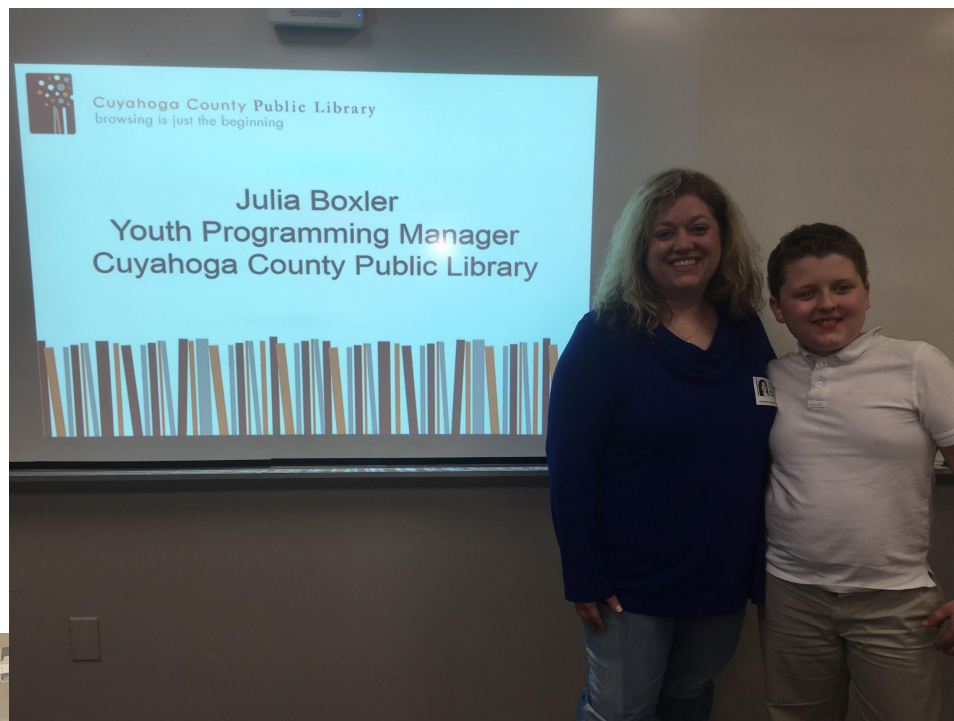 Cuyahoga County Public Library
browsing is just the beginning
Julia Boxler
Youth Programming Manager
Cuyahoga County Public Library